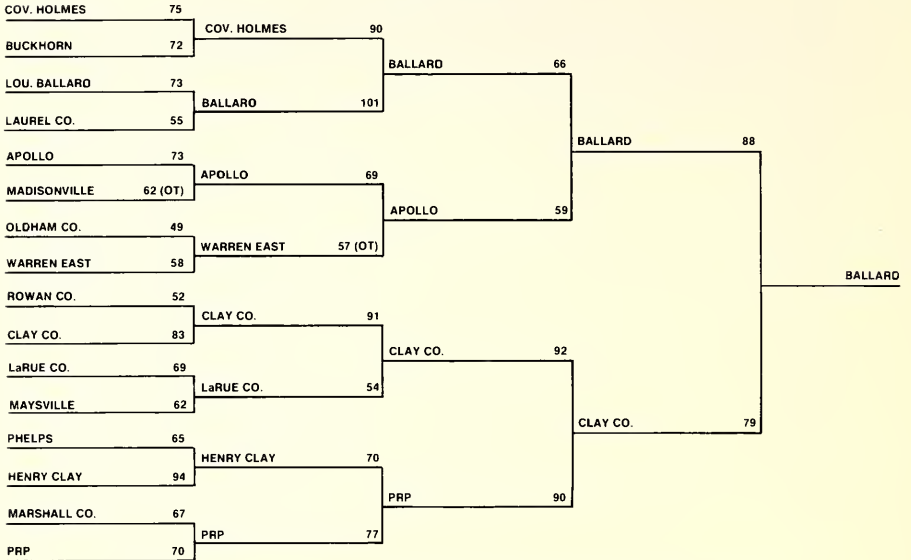 COV. HOLMES 75
BUCKHORN 72
LOU. BALLARD 73
LAUREL CO. 55
APOLLO 73
MADISONVILLE 62 (OT)
OLDHAM CO. 49
WARREN EAST 58
ROWAN CO. 52
CLAY CO. 83
LaRUE CO. 69
MAYSVILLE 62
PHELPS 65
HENRY CLAY 94
MARSHALL CO. 67
PRP 70
COV. HOLMES 90
BALLARD 101
APOLLO 69
WARREN EAST 57 (OT)
CLAY CO. 91
LaRUE CO. 54
HENRY CLAY 70
PRP 77
BALLARD 66
APOLLO 59
CLAY CO. 92
PRP 90
BALLARD 88
CLAY CO. 79
BALLARD